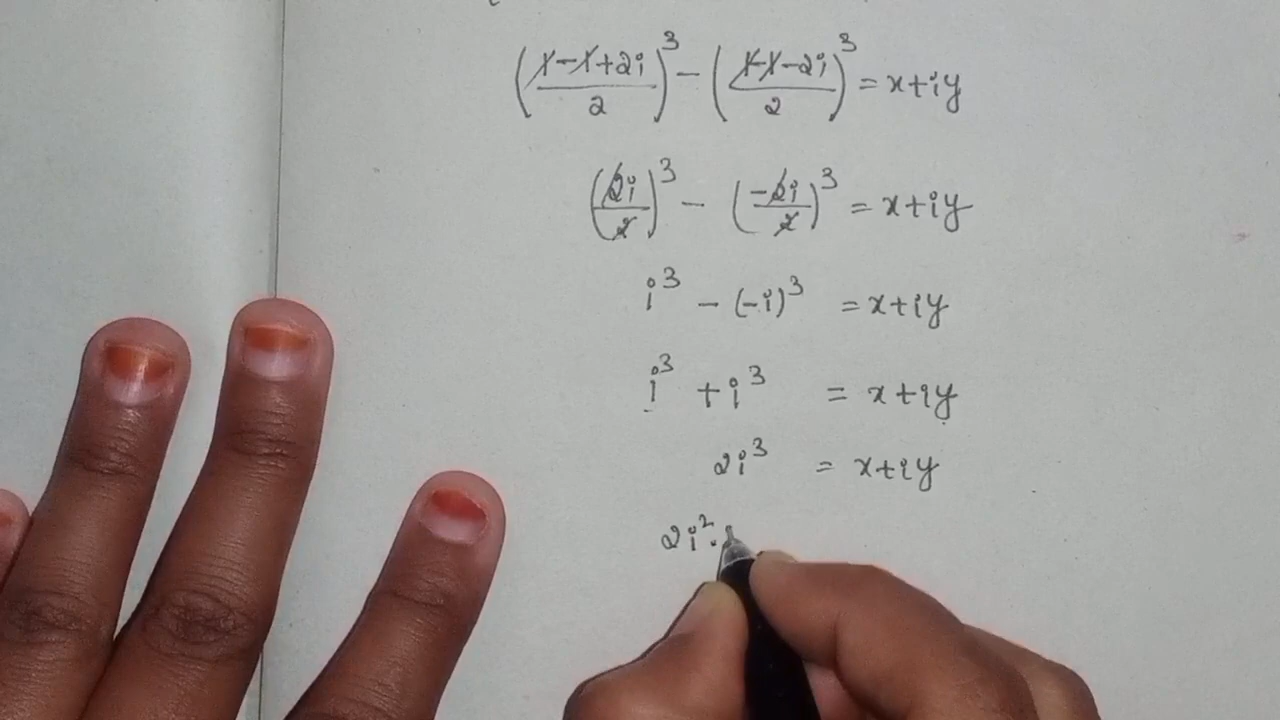 (1-1+2i/2)³ - (1-1-2i/2)³ = x+iy
(2i/2)³ - (-2i/2)³ = x+iy
i³ - (-i)³ = x+iy
i³ + i³ = x+iy
2i³ = x+iy
2i².